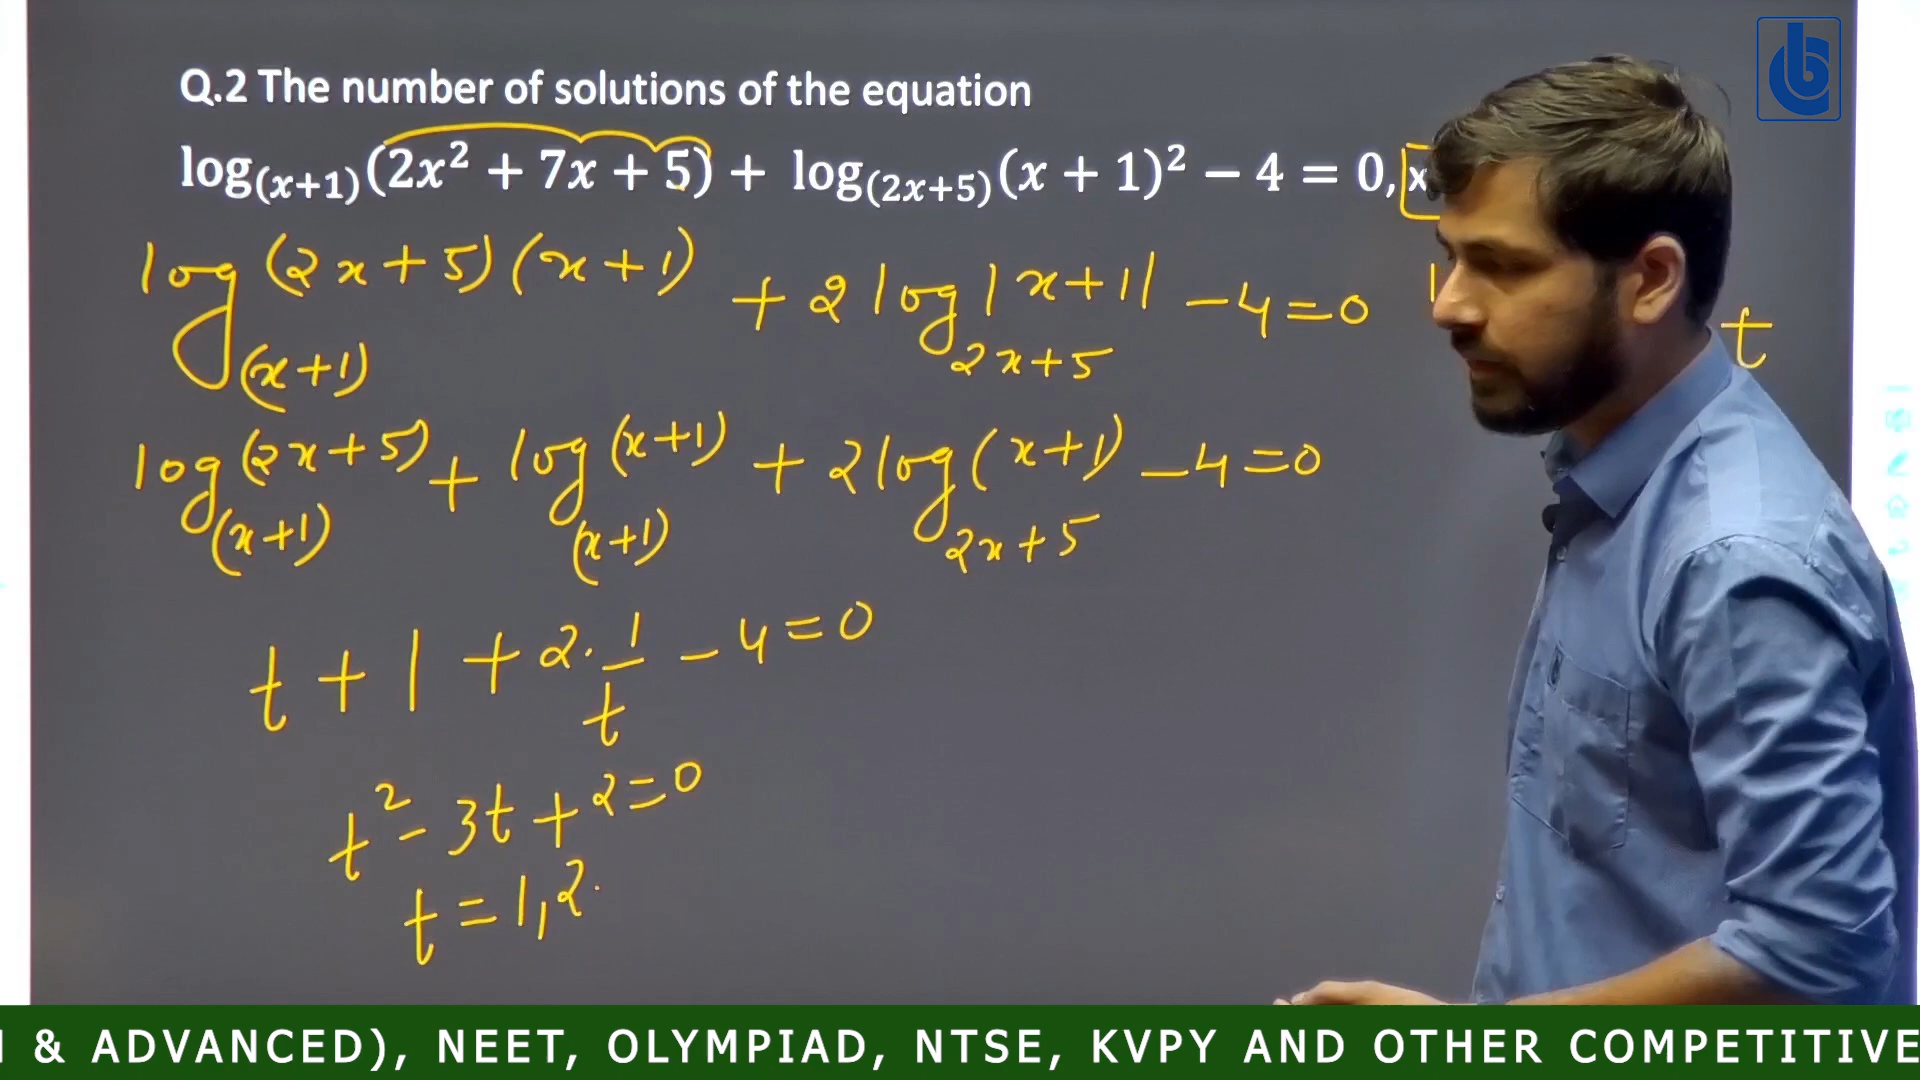 Q.2 The number of solutions of the equation
log₍ₓ₊₁₎(2x² + 7x + 5) + log₍₂ₓ₊₅₎(x + 1)² − 4 = 0, x
log₍ₓ₊₁₎(2x+5)(x+1) + 2 log₂ₓ₊₅|x+1| −4=0
t
log₍ₓ₊₁₎(2x+5) + log₍ₓ₊₁₎(x+1) + 2 log₂ₓ₊₅(x+1) −4=0
t + 1 + 2· 1/t − 4 = 0
t² − 3t + 2 = 0
t = 1, 2·
& ADVANCED), NEET, OLYMPIAD, NTSE, KVPY AND OTHER COMPETITIVE